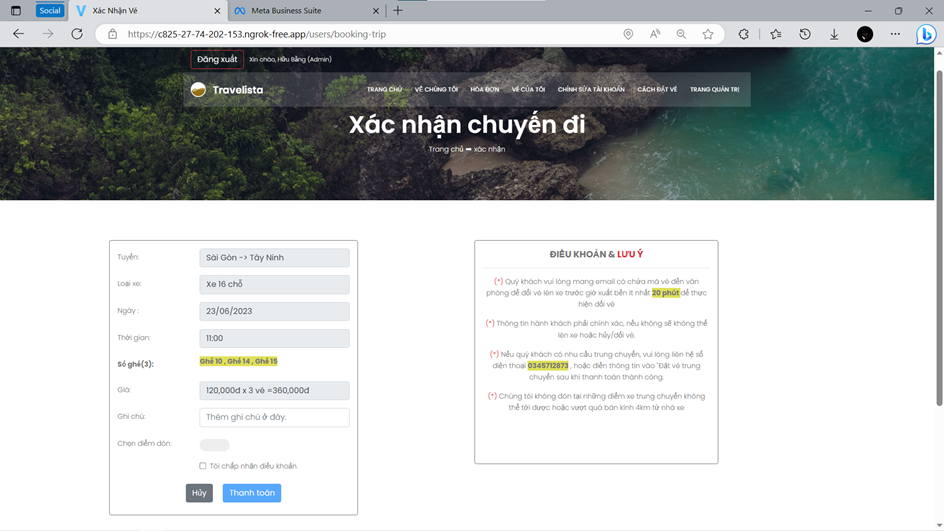 Social
Xác Nhận Vé
Meta Business Suite
https://c825-27-74-202-153.ngrok-free.app/users/booking-trip
Đăng xuất
Xin chào, Hữu Bằng (Admin)
Travelista
TRANG CHỦ
VỀ CHÚNG TÔI
HÓA ĐƠN
VÉ CỦA TÔI
CHỈNH SỬA TÀI KHOẢN
CÁCH ĐẶT VÉ
TRANG QUẢN TRỊ
Xác nhận chuyến đi
Trang chủ ➡ xác nhận
Tuyến:
Sài Gòn -> Tây Ninh
Loại xe:
Xe 16 chỗ
Ngày :
23/06/2023
Thời gian:
11:00
Số ghế(3):
Ghế 10 , Ghế 14 , Ghế 15
Giá:
120,000đ x 3 vé =360,000đ
Ghi chú:
Thêm ghi chú ở đây.
Chọn điểm đón:
Tôi chấp nhận điều khoản.
Hủy
Thanh toán
ĐIỀU KHOẢN & LƯU Ý
(*) Quý khách vui lòng mang email có chứa mã vé đến văn
phòng để đổi vé lên xe trước giờ xuất bến ít nhất 20 phút để thực
hiện đổi vé
(*) Thông tin hành khách phải chính xác, nếu không sẽ không thể
lên xe hoặc hủy/đổi vé.
(*) Nếu quý khách có nhu cầu trung chuyển, vui lòng liên hệ số
điện thoại 0345712873 , hoặc điền thông tin vào "Đặt vé trung
chuyển sau khi thanh toán thành công.
(*) Chúng tôi không đón tại những điểm xe trung chuyển không
thể tới được hoặc vượt quá bán kính 4km từ nhà xe